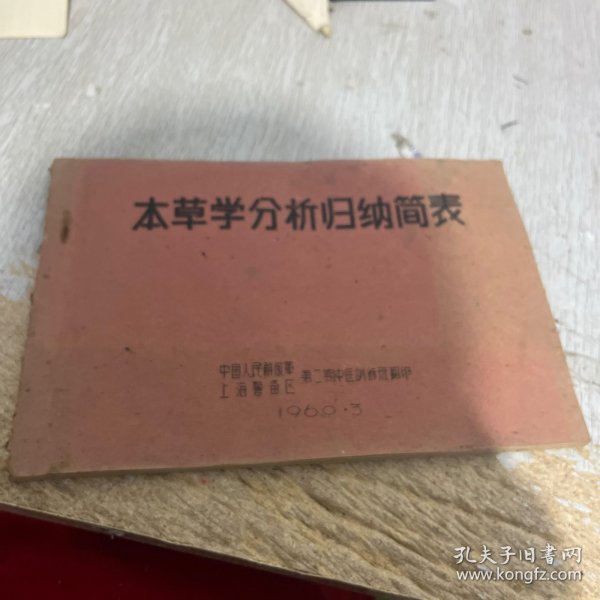 本草学分析归纳简表
中国人民解放军
上海警备区
第二期中医训练班翻印
1960.3
孔夫子旧书网
www.kongfz.com